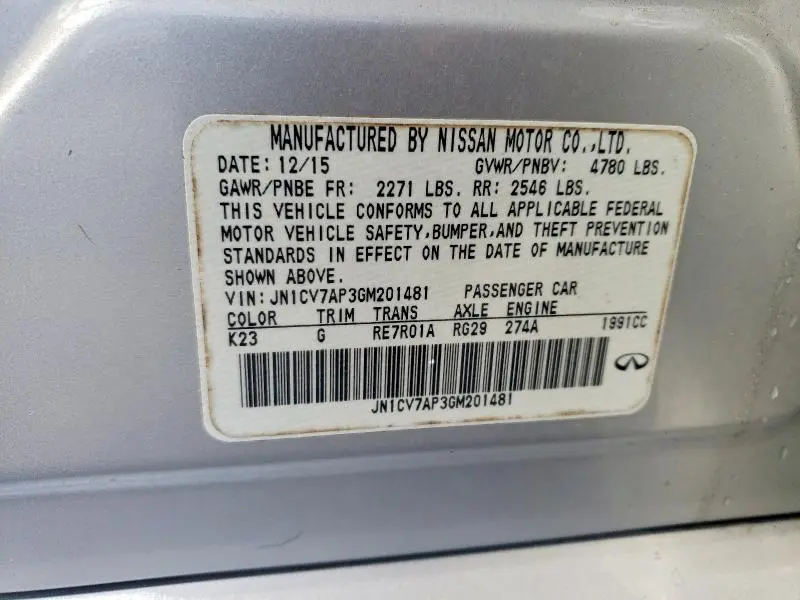 MANUFACTURED BY NISSAN MOTOR CO.,LTD.
DATE: 12/15 GVWR/PNBV: 4780 LBS.
GAWR/PNBE FR: 2271 LBS. RR: 2546 LBS.
THIS VEHICLE CONFORMS TO ALL APPLICABLE FEDERAL
MOTOR VEHICLE SAFETY,BUMPER,AND THEFT PREVENTION
STANDARDS IN EFFECT ON THE DATE OF MANUFACTURE
SHOWN ABOVE.
VIN:JN1CV7AP3GM201481 PASSENGER CAR
COLOR TRIM TRANS AXLE ENGINE
K23 G RE7R01A RG29 274A 1991CC
JN1CV7AP3GM201481